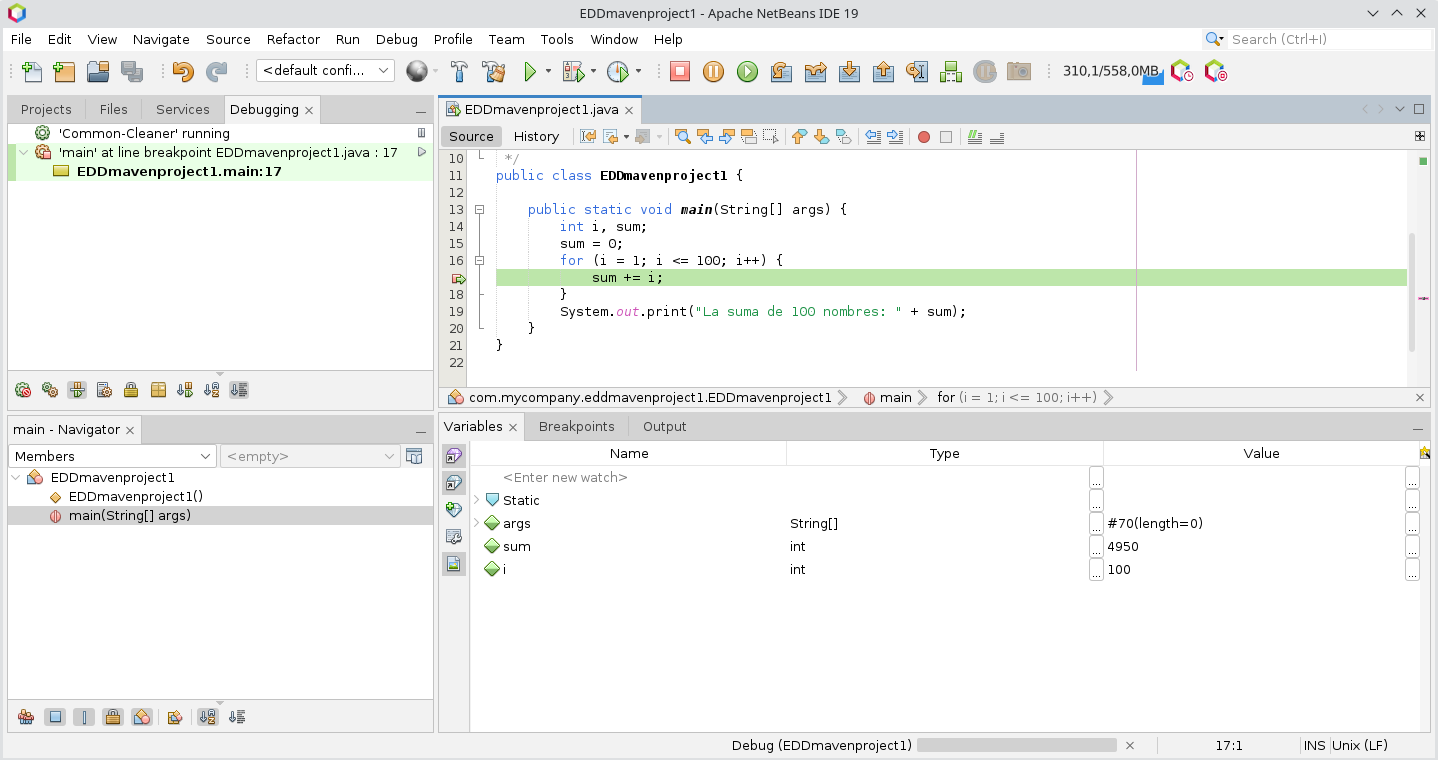 EDDmavenproject1 - Apache NetBeans IDE 19
File Edit View Navigate Source Refactor Run Debug Profile Team Tools Window Help
Search (Ctrl+I)
<default confi...
310,1/558,0MB
Projects Files Services Debugging
'Common-Cleaner' running
'main' at line breakpoint EDDmavenproject1.java : 17
EDDmavenproject1.main:17
EDDmavenproject1.java
Source History
10 */
11 public class EDDmavenproject1 {
12
13 public static void main(String[] args) {
14 int i, sum;
15 sum = 0;
16 for (i = 1; i <= 100; i++) {
sum += i;
18 }
19 System.out.print("La suma de 100 nombres: " + sum);
20 }
21 }
22
com.mycompany.eddmavenproject1.EDDmavenproject1 main for (i = 1; i <= 100; i++)
main - Navigator
Members <empty>
EDDmavenproject1
EDDmavenproject1()
main(String[] args)
Variables Breakpoints Output
Name Type Value
<Enter new watch> ... ...
Static ... ...
args String[] ... #70(length=0) ...
sum int ... 4950 ...
i int ... 100 ...
Debug (EDDmavenproject1) 17:1 INS Unix (LF)